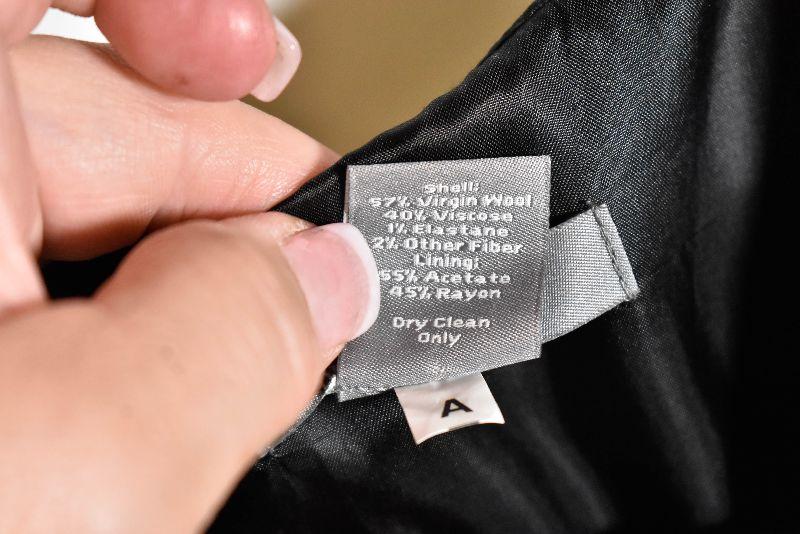 Shell:
57% Virgin Wool
40% Viscose
1% Elastane
2% Other Fiber
Lining:
55% Acetate
45% Rayon
Dry Clean
Only
A